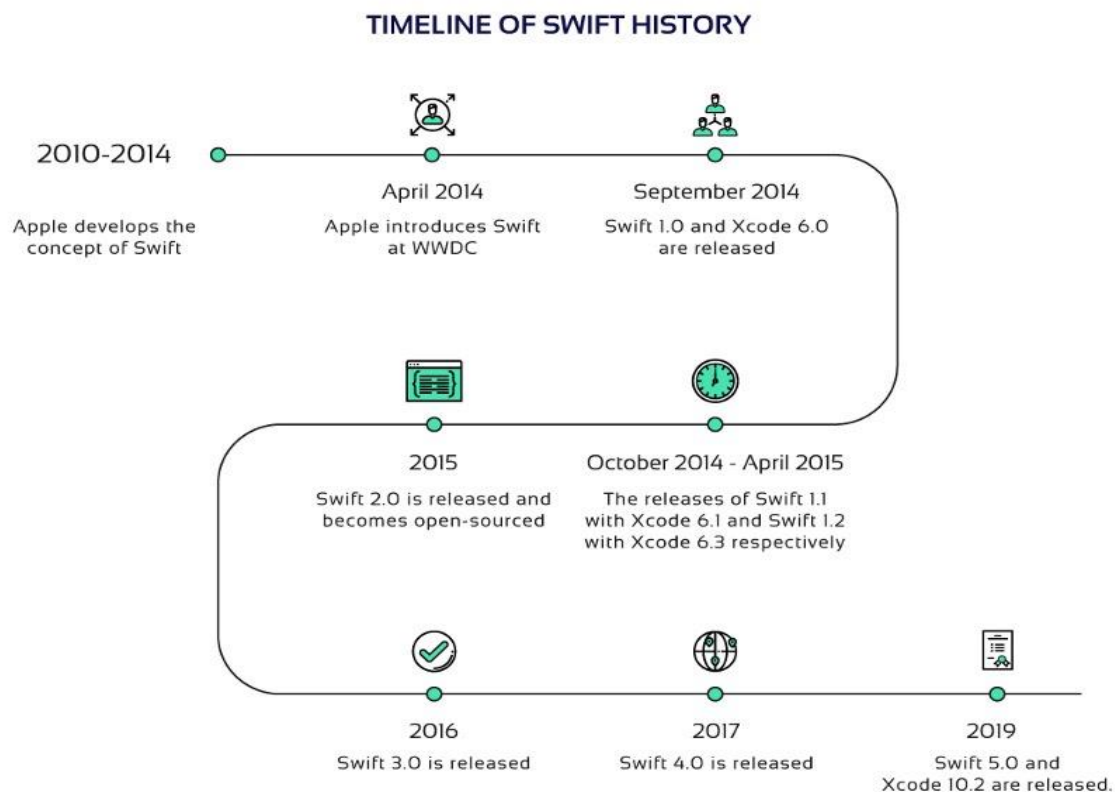 TIMELINE OF SWIFT HISTORY
2010-2014
Apple develops the
concept of Swift
April 2014
Apple introduces Swift
at WWDC
September 2014
Swift 1.0 and Xcode 6.0
are released
October 2014 - April 2015
The releases of Swift 1.1
with Xcode 6.1 and Swift 1.2
with Xcode 6.3 respectively
2015
Swift 2.0 is released and
becomes open-sourced
2016
Swift 3.0 is released
2017
Swift 4.0 is released
2019
Swift 5.0 and
Xcode 10.2 are released.